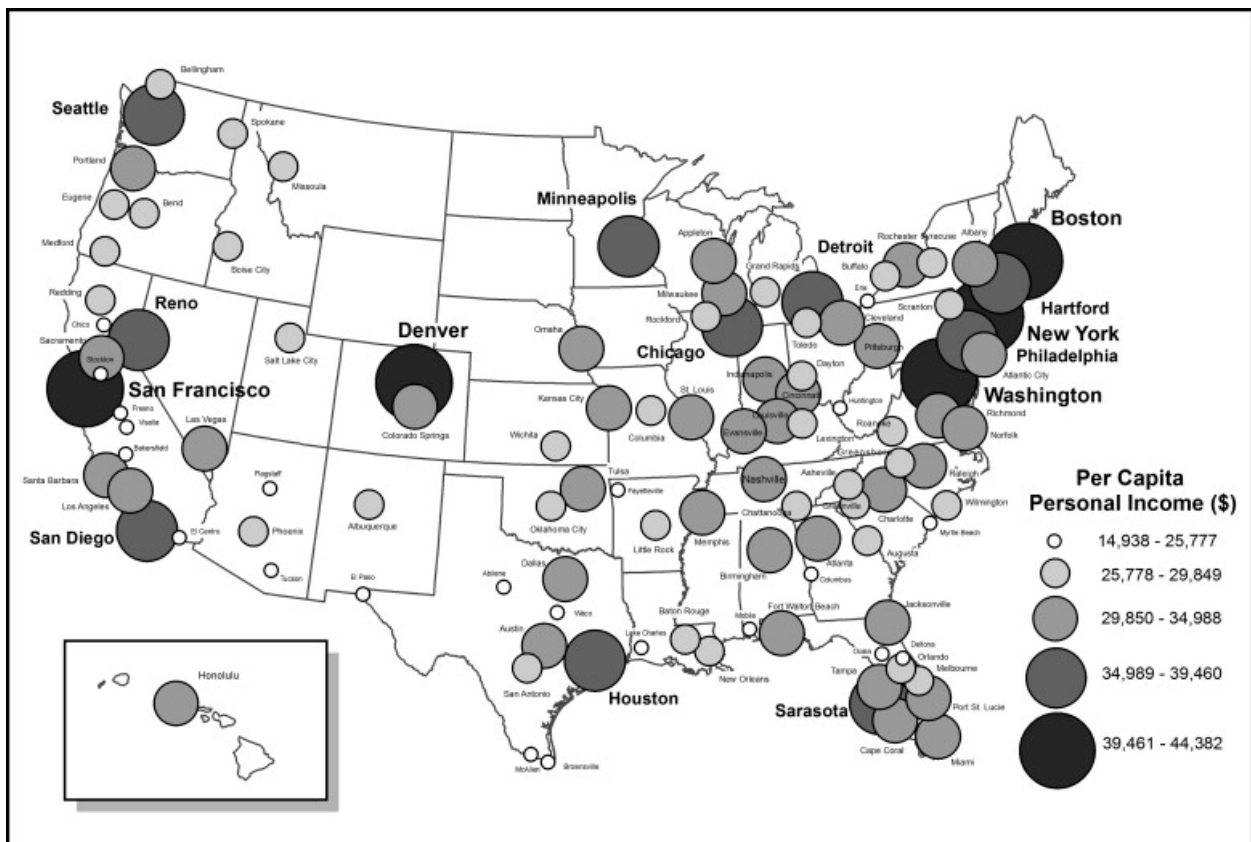 Bellingham
Seattle
Spokane
Portland
Missoula
Eugene
Bend
Medford
Boise City
Redding
Reno
Chico
Sacramento
Stockton
San Francisco
Salt Lake City
Denver
Colorado Springs
Fresno
Visalia
Las Vegas
Bakersfield
Santa Barbara
Los Angeles
San Diego
El Centro
Flagstaff
Phoenix
Tucson
Albuquerque
El Paso
Minneapolis
Appleton
Milwaukee
Rockford
Chicago
Grand Rapids
Detroit
Toledo
Cleveland
Omaha
Kansas City
Columbia
St. Louis
Wichita
Indianapolis
Dayton
Cincinnati
Louisville
Evansville
Lexington
Huntington
Pittsburgh
Erie
Buffalo
Rochester
Syracuse
Albany
Scranton
Boston
Hartford
New York
Philadelphia
Atlantic City
Washington
Richmond
Norfolk
Roanoke
Greensboro
Raleigh
Asheville
Greenville
Charlotte
Wilmington
Myrtle Beach
Augusta
Tulsa
Fayetteville
Oklahoma City
Little Rock
Memphis
Nashville
Chattanooga
Birmingham
Atlanta
Columbus
Dallas
Abilene
Waco
Austin
San Antonio
Houston
McAllen
Brownsville
Lake Charles
Baton Rouge
New Orleans
Mobile
Fort Walton Beach
Jacksonville
Ocala
Orlando
Melbourne
Tampa
Sarasota
Port St. Lucie
Cape Coral
Miami
Honolulu
Per Capita
Personal Income ($)
14,938 - 25,777
25,778 - 29,849
29,850 - 34,988
34,989 - 39,460
39,461 - 44,382